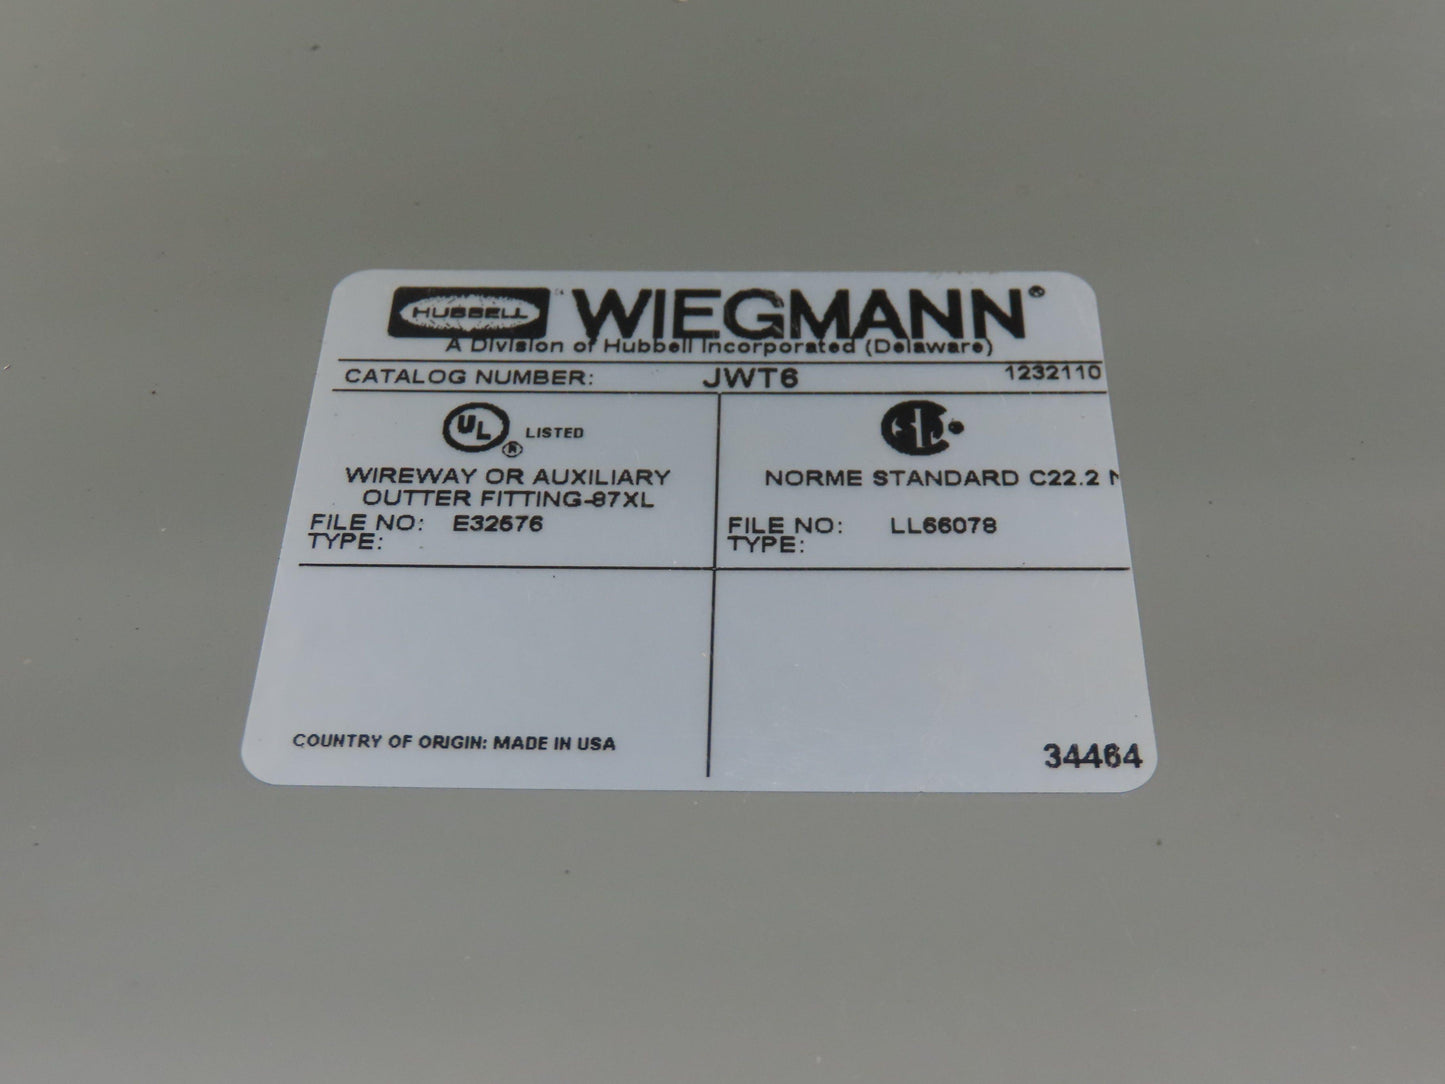 HUBBELL WIEGMANN®
A Division of Hubbell Incorporated (Delaware)
CATALOG NUMBER: JWT6 1232110
UL® LISTED
WIREWAY OR AUXILIARY
OUTTER FITTING-87XL
FILE NO: E32576
TYPE:
NORME STANDARD C22.2
FILE NO: LL66078
TYPE:
COUNTRY OF ORIGIN: MADE IN USA
34464